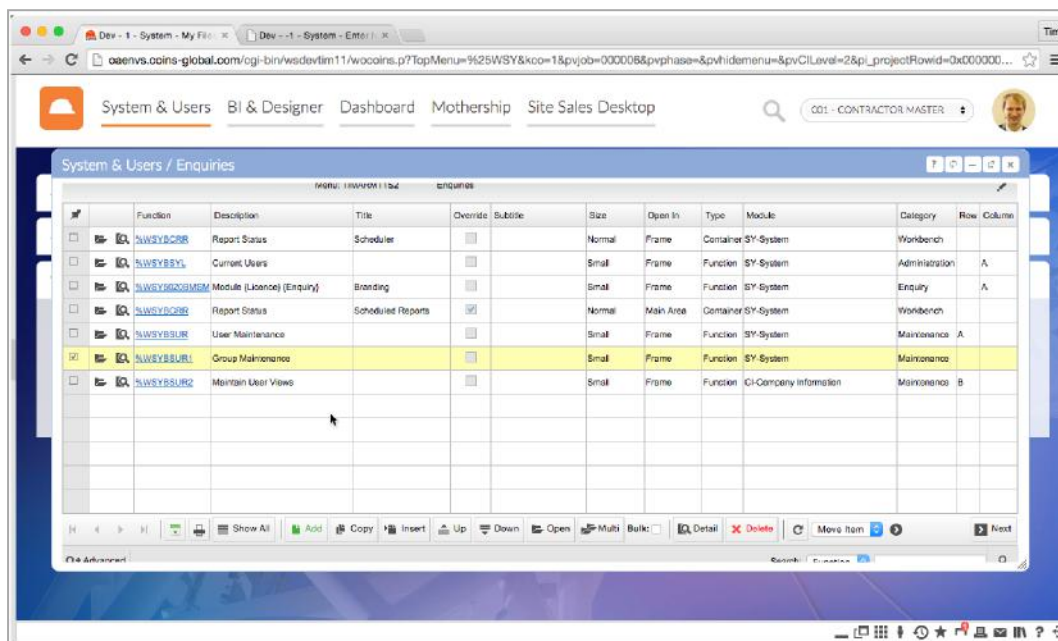 Dev - 1 - System - My File
Dev - -1 - System - Enter
Tim
oaenvs.coins-global.com/cgi-bin/wsdevtim11/wocoins.p?TopMenu=%25WSY&kco=1&pvjob=000006&pvphase=&pvhidemenu=&pvCILevel=2&pi_projectRowid=0x000000...
System & Users BI & Designer Dashboard Mothership Site Sales Desktop
001 - CONTRACTOR MASTER
System & Users / Enquiries
Enquiries
Function Description Title Override Subtitle Size Open In Type Module Category Row Column
%WSYBCRR Report Status Scheduler Normal Frame Container SY-System Workbench
%WSYBSYL Current Users Small Frame Function SY-System Administration A
Module (Licence) (Enquiry) Branding Small Frame Function SY-System Enquiry A
%WSYBCRR Report Status Scheduled Reports Normal Main Area Container SY-System Workbench
%WSYBSUR User Maintenance Small Frame Function SY-System Maintenance A
%WSYBSUR1 Group Maintenance Small Frame Function SY-System Maintenance
%WSYBSUR2 Maintain User Views Small Frame Function CI-Company Information Maintenance B
Show All Add Copy Insert Up Down Open Multi Bulk: Detail Delete Move Item Next
Advanced Search: Function